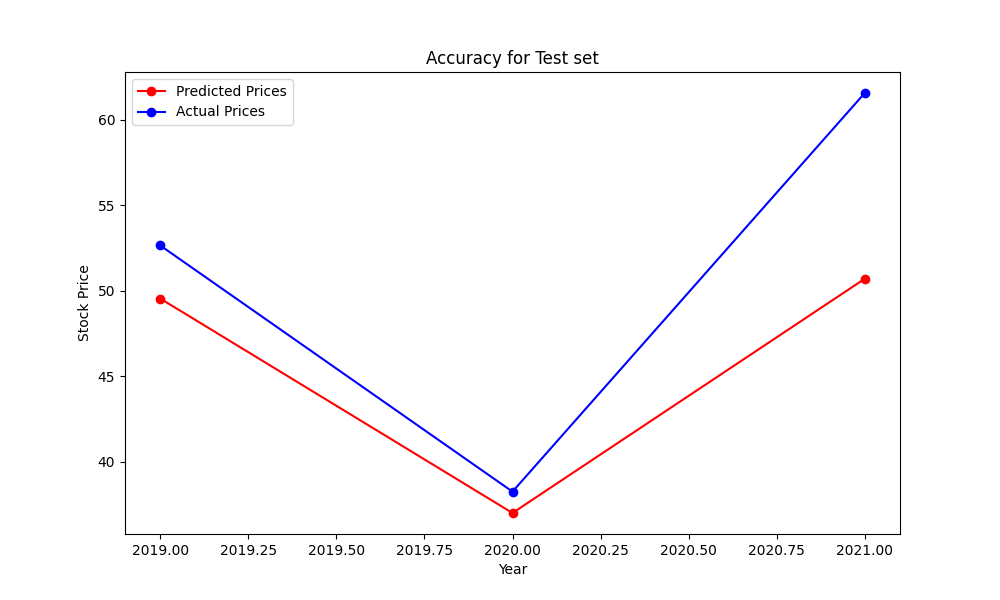 Accuracy for Test set
Predicted Prices
Actual Prices
Stock Price
60
55
50
45
40
2019.00 2019.25 2019.50 2019.75 2020.00 2020.25 2020.50 2020.75 2021.00
Year